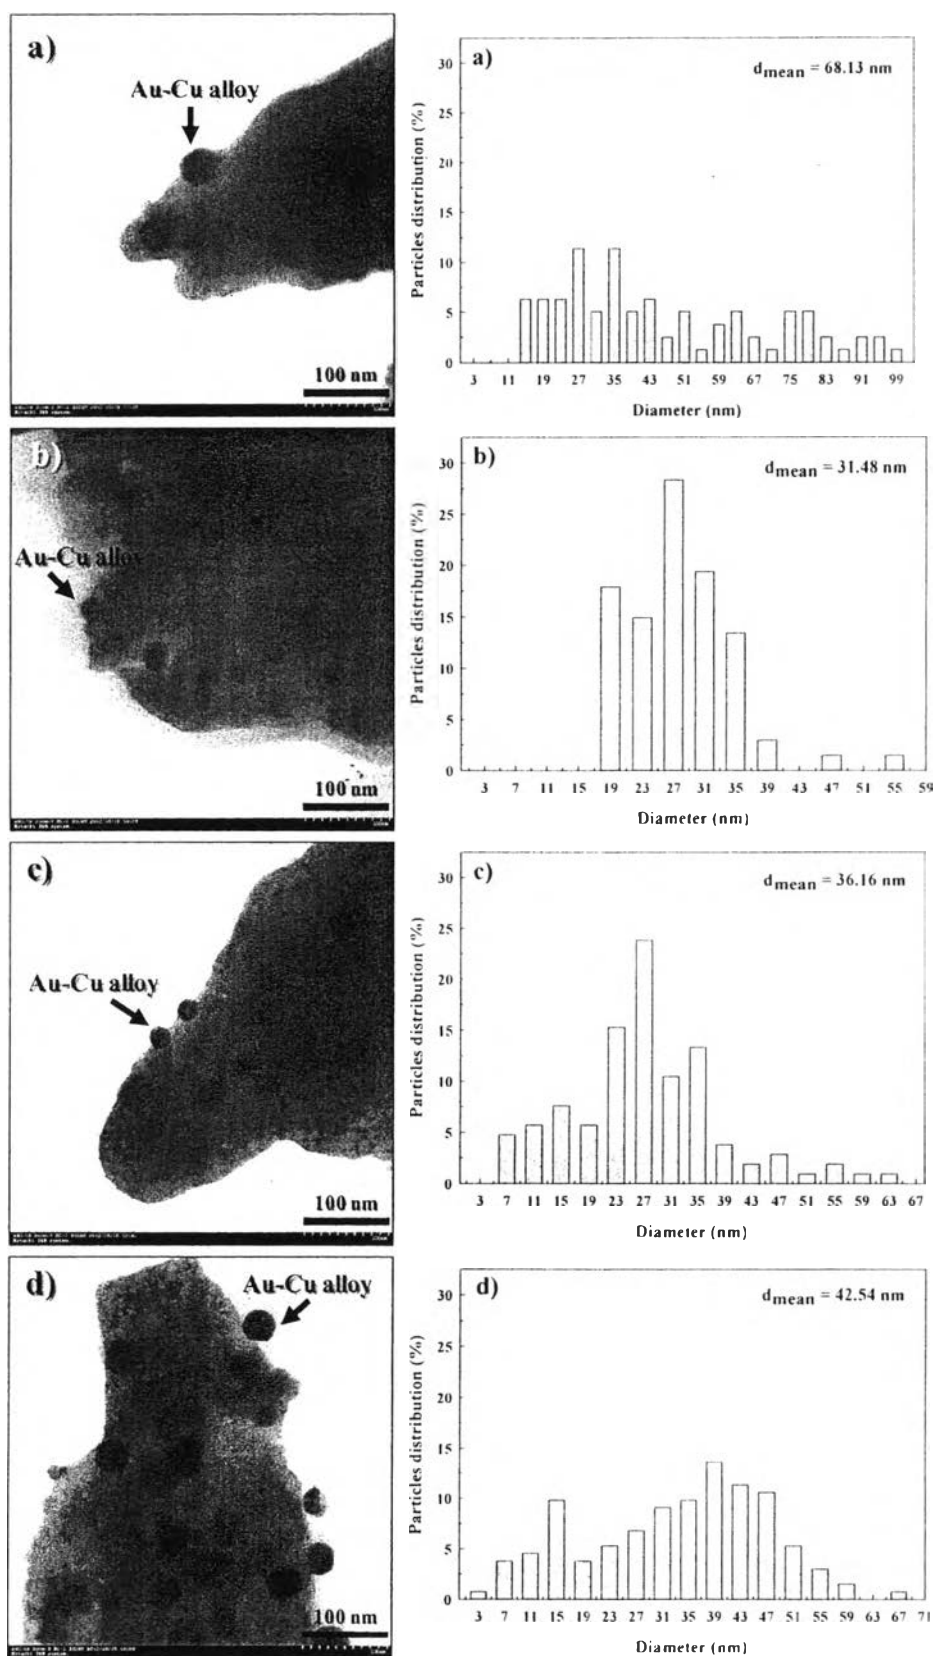 a)
Au-Cu alloy
100 nm
a)
dmean = 68.13 nm
Particles distribution (%)
30
25
20
15
10
5
0
3 11 19 27 35 43 51 59 67 75 83 91 99
Diameter (nm)
b)
Au-Cu alloy
100 nm
b)
dmean = 31.48 nm
Particles distribution (%)
30
25
20
15
10
5
0
3 7 11 15 19 23 27 31 35 39 43 47 51 55 59
Diameter (nm)
c)
Au-Cu alloy
100 nm
c)
dmean = 36.16 nm
Particles distribution (%)
30
25
20
15
10
5
0
3 7 11 15 19 23 27 31 35 39 43 47 51 55 59 63 67
Diameter (nm)
d)
Au-Cu alloy
100 nm
d)
dmean = 42.54 nm
Particles distribution (%)
30
25
20
15
10
5
0
3 7 11 15 19 23 27 31 35 39 43 47 51 55 59 63 67 71
Diameter (nm)